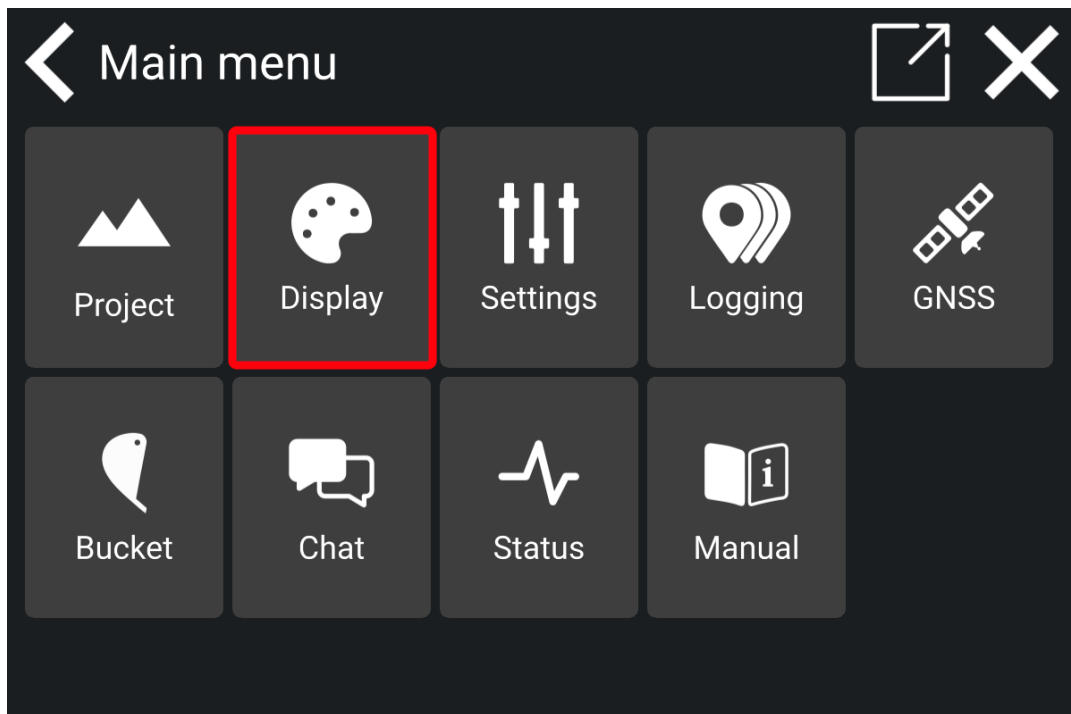 Main menu
Project
Display
Settings
Logging
GNSS
i
Bucket
Chat
Status
Manual